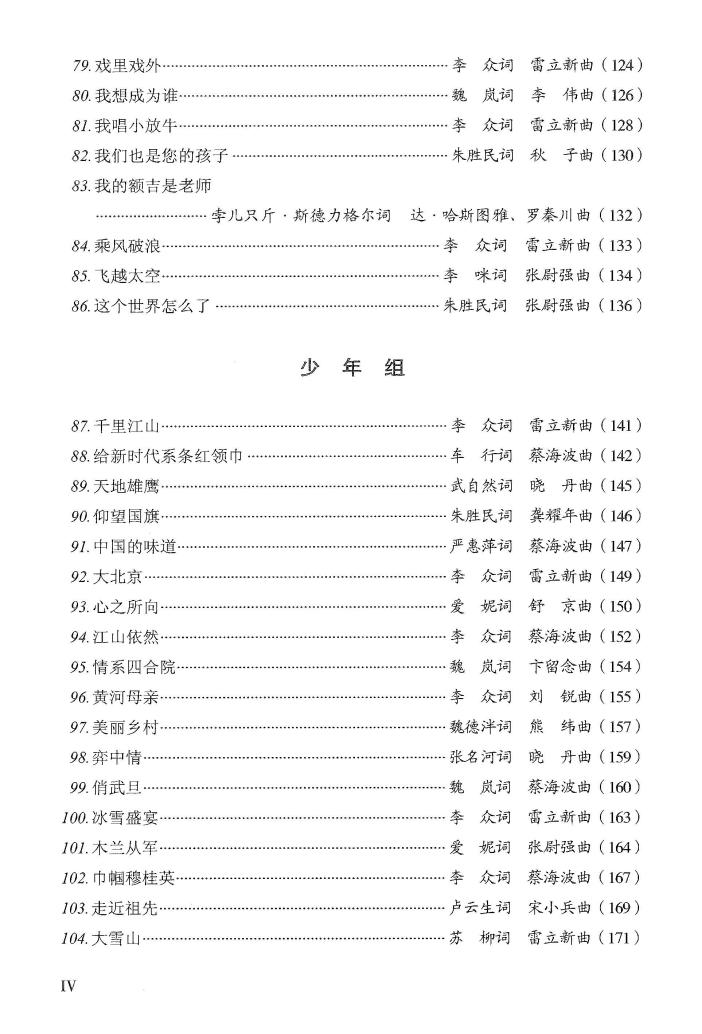 79.戏里戏外……李　众词　雷立新曲（124）
80.我想成为谁……魏　岚词　李　伟曲（126）
81.我唱小放牛……李　众词　雷立新曲（128）
82.我们也是您的孩子……朱胜民词　秋　子曲（130）
83.我的额吉是老师
……孛儿只斤·斯德力格尔词　达·哈斯图雅、罗秦川曲（132）
84.乘风破浪……李　众词　雷立新曲（133）
85.飞越太空……李　咪词　张尉强曲（134）
86.这个世界怎么了……朱胜民词　张尉强曲（136）
少 年 组
87.千里江山……李　众词　雷立新曲（141）
88.给新时代系条红领巾……车　行词　蔡海波曲（142）
89.天地雄鹰……武自然词　晓　丹曲（145）
90.仰望国旗……朱胜民词　龚耀年曲（146）
91.中国的味道……严惠萍词　蔡海波曲（147）
92.大北京……李　众词　雷立新曲（149）
93.心之所向……爱　妮词　舒　京曲（150）
94.江山依然……李　众词　蔡海波曲（152）
95.情系四合院……魏　岚词　卞留念曲（154）
96.黄河母亲……李　众词　刘　锐曲（155）
97.美丽乡村……魏德泮词　熊　纬曲（157）
98.弈中情……张名河词　晓　丹曲（159）
99.俏武旦……魏　岚词　蔡海波曲（160）
100.冰雪盛宴……李　众词　雷立新曲（163）
101.木兰从军……爱　妮词　张尉强曲（164）
102.巾帼穆桂英……李　众词　蔡海波曲（167）
103.走近祖先……卢云生词　宋小兵曲（169）
104.大雪山……苏　柳词　雷立新曲（171）
IV